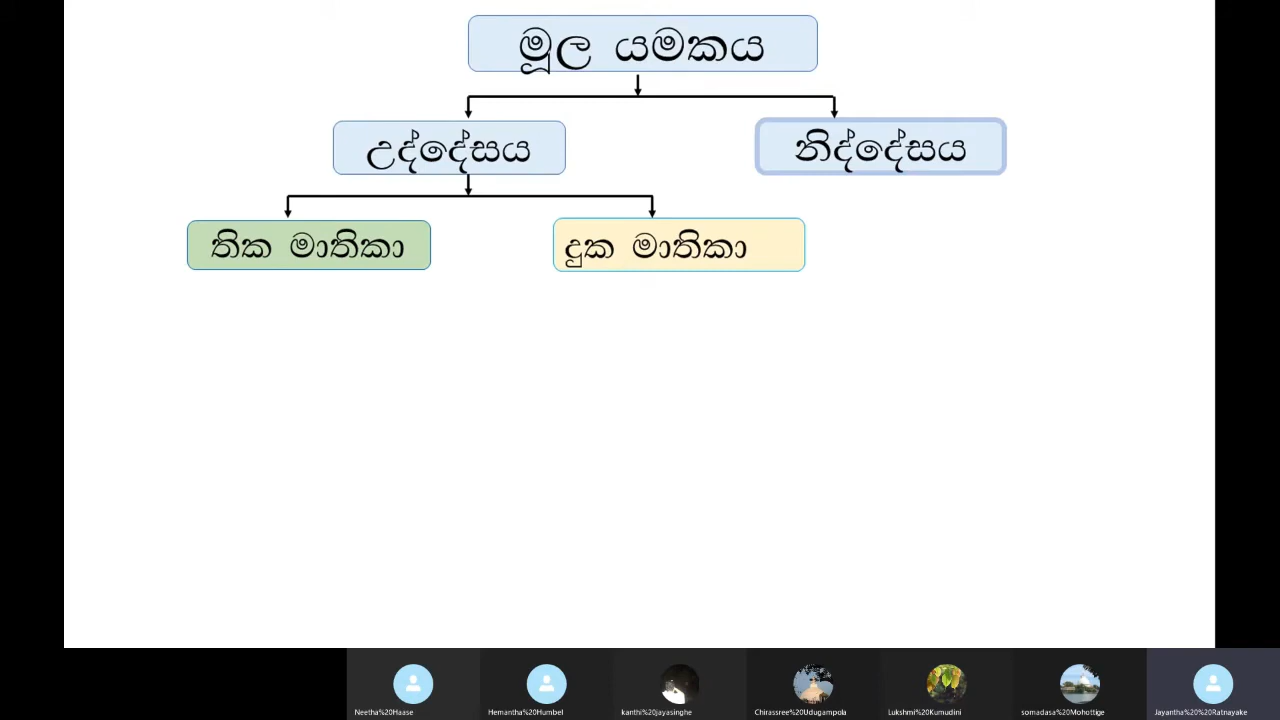 මූල යමකය
උද්දේසය
නිද්දේසය
තික මාතිකා
දුක මාතිකා
Neetha%20Haase
Hemantha%20Humbel
kanthi%20jayasinghe
Chirassree%20Udugampola
Lukshmi%20Kumudini
somadasa%20Mohottige
Jayantha%20%20Ratnayake